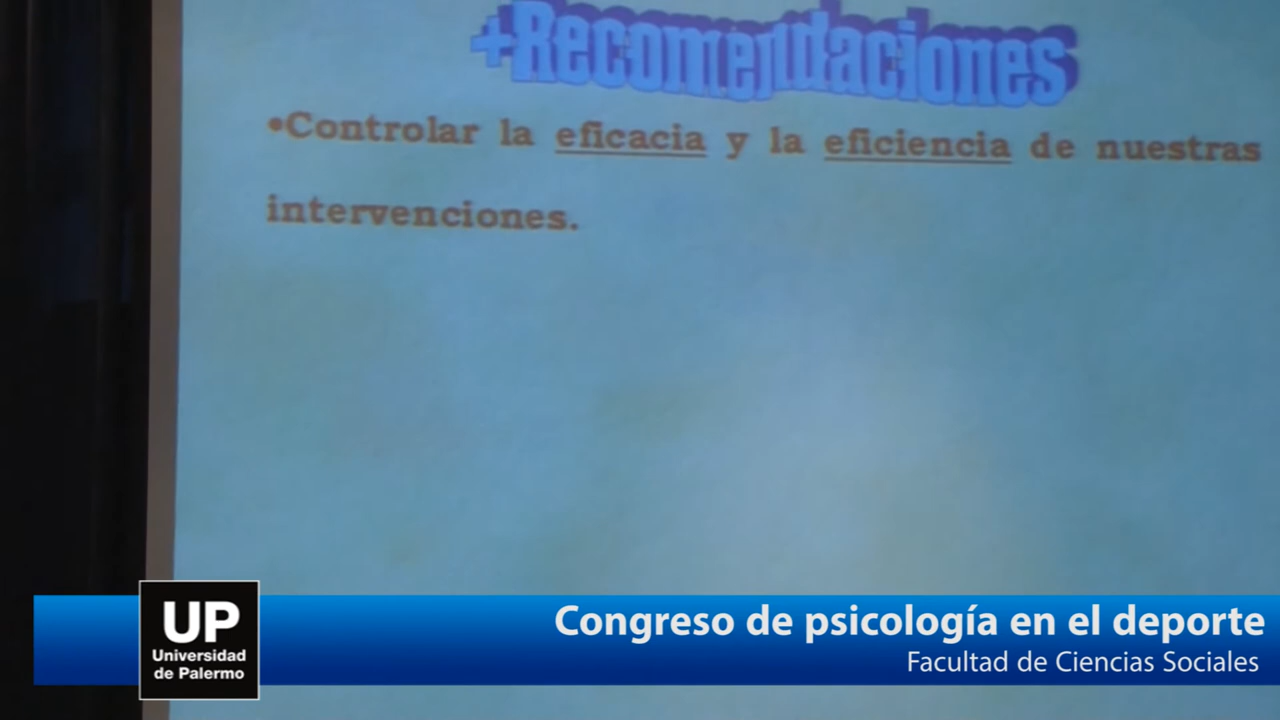 +Recomendaciones
•Controlar la eficacia y la eficiencia de nuestras
intervenciones.
UP
Universidad
de Palermo
Congreso de psicología en el deporte
Facultad de Ciencias Sociales